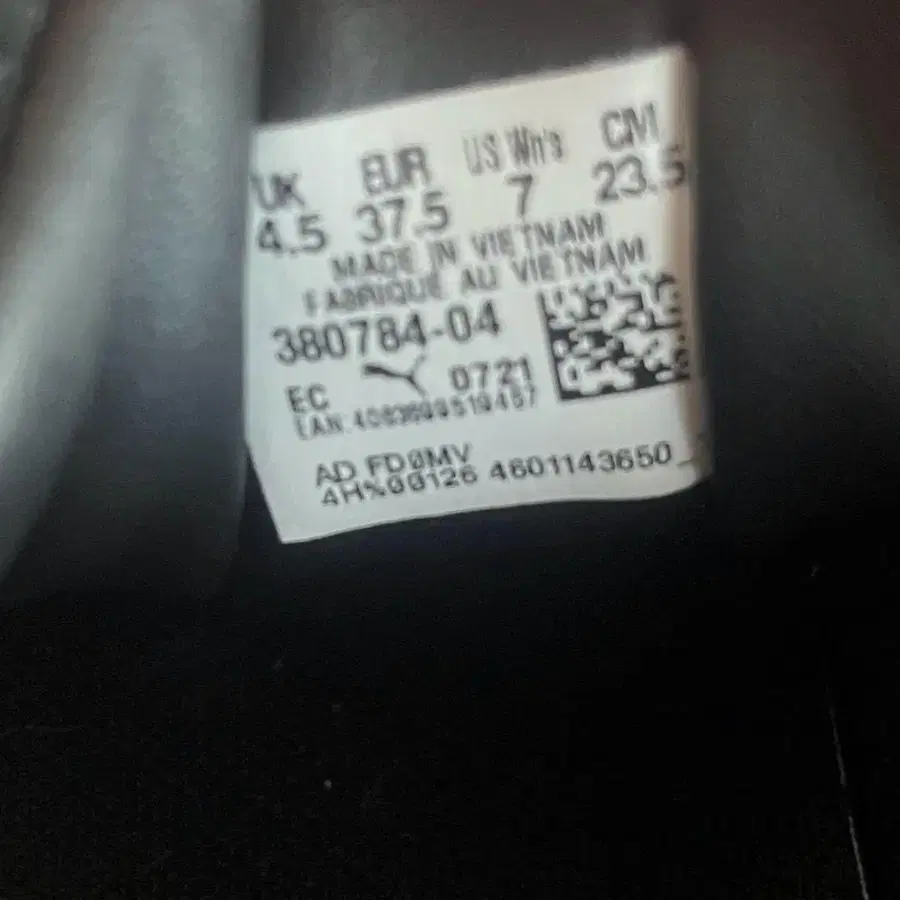 UK EUR US Wn's CM
4.5 37.5 7 23.5
MADE IN VIETNAM
FABRIQUE AU VIETNAM
380784-04
EC 0721
EAN:
AD FD0MV
4H%00126 4601143650